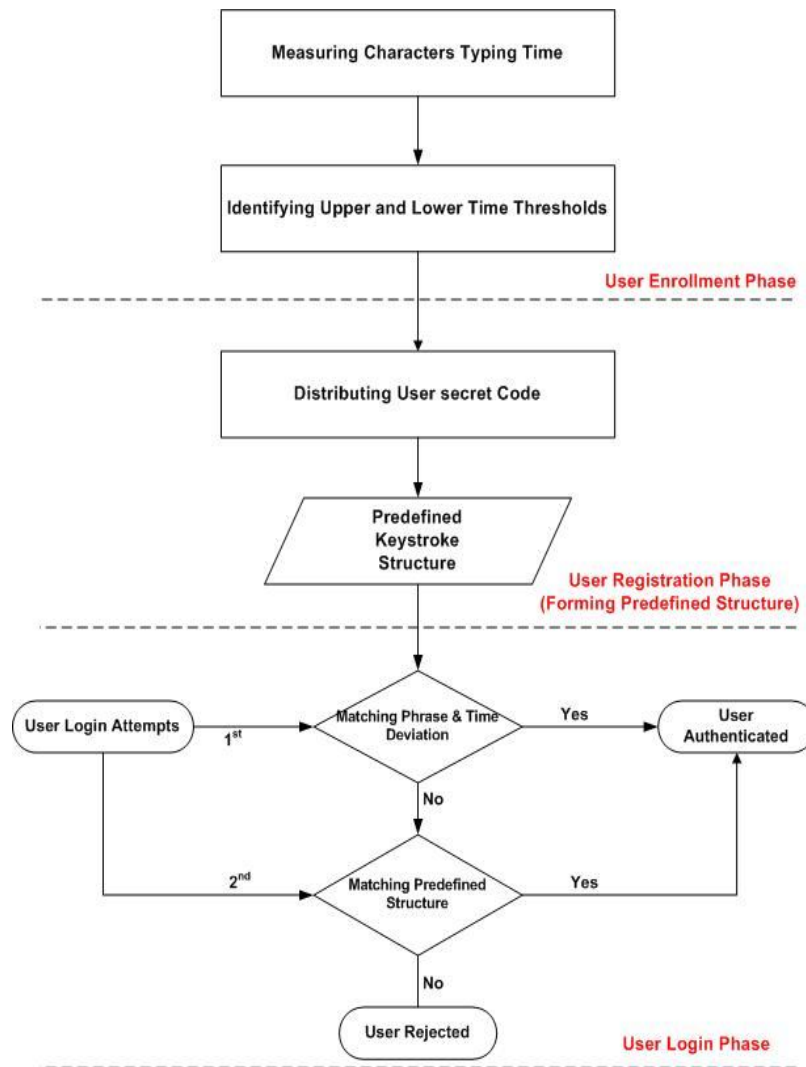 Measuring Characters Typing Time
Identifying Upper and Lower Time Thresholds
User Enrollment Phase
Distributing User secret Code
Predefined
Keystroke
Structure
User Registration Phase
(Forming Predefined Structure)
User Login Attempts
1st
Matching Phrase & Time
Deviation
Yes
User
Authenticated
No
2nd
Matching Predefined
Structure
Yes
No
User Rejected
User Login Phase